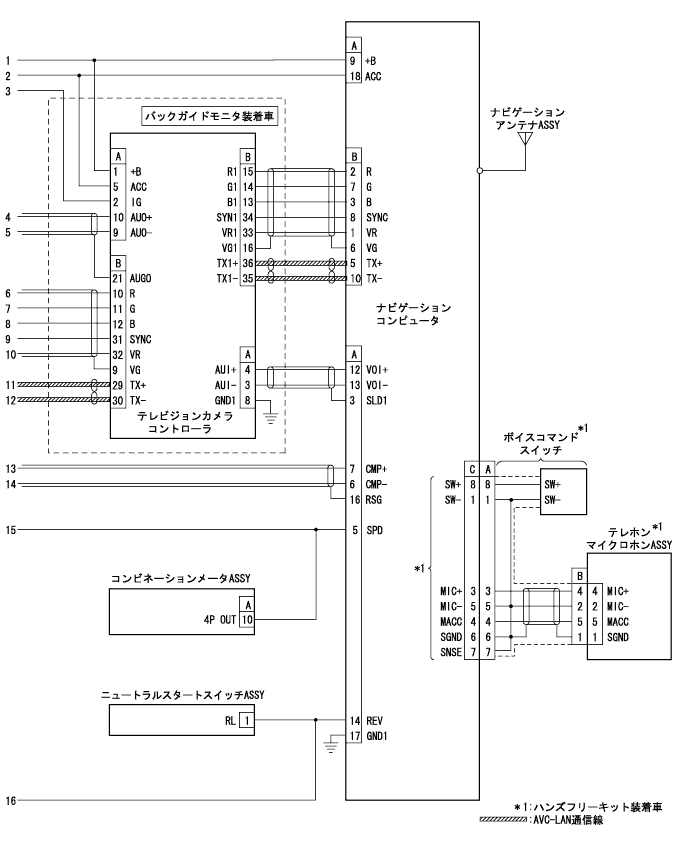 1
2
3
バックガイドモニタ装着車
A
9 +B
18 ACC
ナビゲーション
アンテナASSY
A
1 +B
5 ACC
2 IG
4
10 AUO+
5
9 AUO-
B
21 AUGO
6
10 R
7
11 G
8
12 B
9
31 SYNC
10
32 VR
9 VG
11
29 TX+
12
30 TX-
B
R1 15
G1 14
B1 13
SYN1 34
VR1 33
VG1 16
TX1+ 36
TX1- 35
A
AUI+ 4
AUI- 3
GND1 8
テレビジョンカメラ
コントローラ
B
2 R
7 G
3 B
8 SYNC
1 VR
6 VG
5 TX+
10 TX-
ナビゲーション
コンピュータ
A
12 VOI+
13 VOI-
3 SLD1
13
7 CMP+
14
6 CMP-
16 RSG
15
5 SPD
コンビネーションメータASSY
A
4P OUT 10
ニュートラルスタートスイッチASSY
RL 1
14 REV
17 GND1
16
ボイスコマンド*1
スイッチ
C A
SW+ 8 8
SW- 1 1
SW+
SW-
*1
テレホン*1
マイクロホンASSY
B
MIC+ 3 3
MIC- 5 5
MACC 4 4
SGND 6 6
SNSE 7 7
4 4 MIC+
2 2 MIC-
5 5 MACC
1 1 SGND
*1:ハンズフリーキット装着車
:AVC-LAN通信線